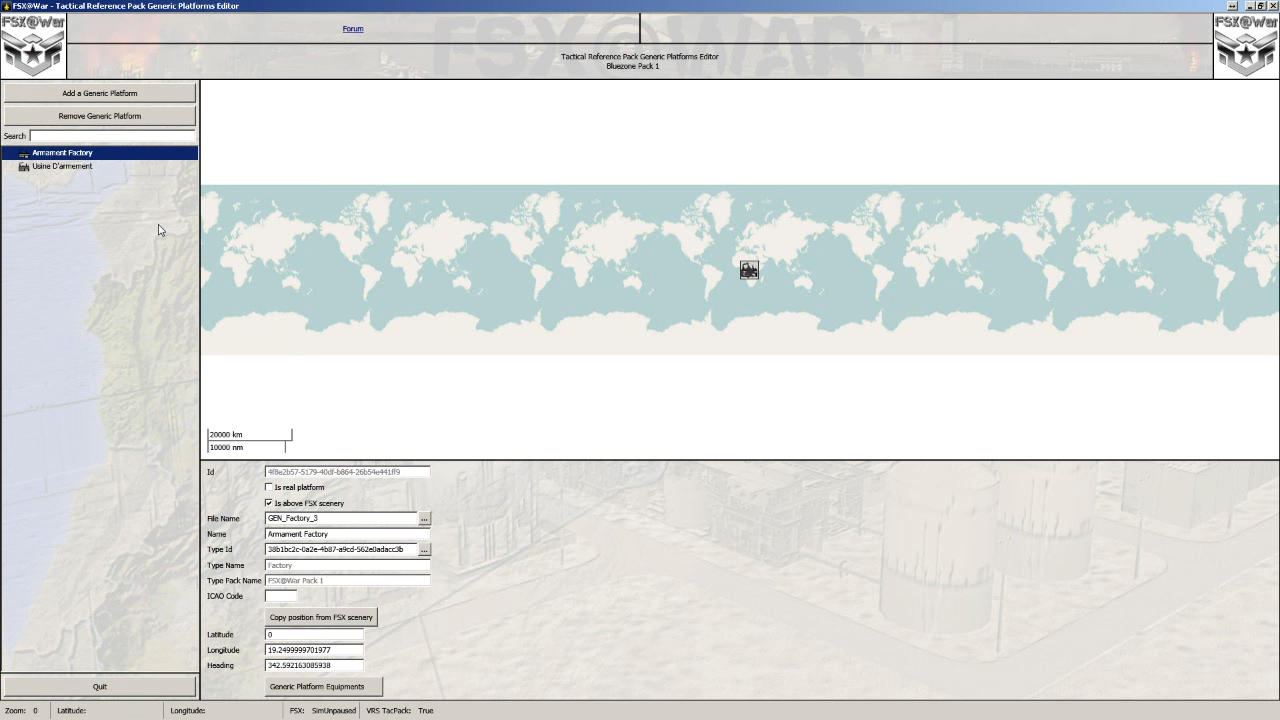 FSX@War - Tactical Reference Pack Generic Platforms Editor
FSX@WAR
Forum
FSX@WAR
FSX@WAR
Tactical Reference Pack Generic Platforms Editor
Bluezone Pack 1
Add a Generic Platform
Remove Generic Platform
Search
Armament Factory
Usine D'armement
20000 km
10000 nm
Id 4f8e2b57-5179-40df-b864-26b54e441ff9
Is real platform
Is above FSX scenery
File Name GEN_Factory_3 ...
Name Armament Factory
Type Id 38b1bc2c-0a2e-4b87-a9cd-562e0adacc3b ...
Type Name Factory
Type Pack Name FSX@War Pack 1
ICAO Code
Copy position from FSX scenery
Latitude 0
Longitude 19.2499999701977
Heading 342.592163085938
Generic Platform Equipments
Quit
Zoom: 0 Latitude: Longitude: FSX: SimUnpaused VRS TacPack: True